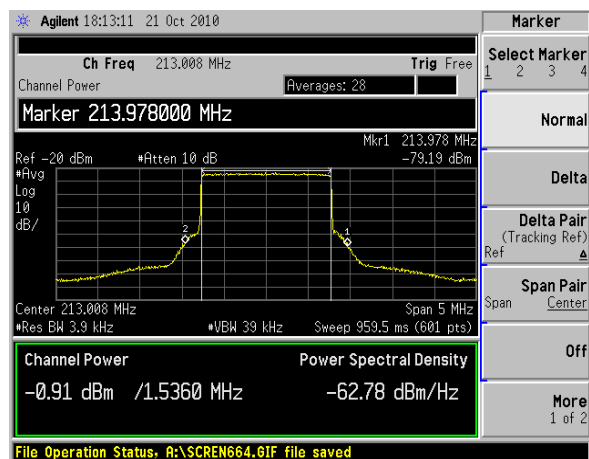 Agilent 18:13:11 21 Oct 2010
Ch Freq 213.008 MHz Trig Free
Channel Power Averages: 28
Marker 213.978000 MHz
Mkr1 213.978 MHz
Ref -20 dBm #Atten 10 dB -79.19 dBm
#Avg
Log
10
dB/
2
1
Center 213.008 MHz Span 5 MHz
#Res BW 3.9 kHz #VBW 39 kHz Sweep 959.5 ms (601 pts)
Channel Power Power Spectral Density
-0.91 dBm /1.5360 MHz -62.78 dBm/Hz
File Operation Status, A:\SCREN664.GIF file saved
Marker
Select Marker
1 2 3 4
Normal
Delta
Delta Pair
(Tracking Ref)
Ref Δ
Span Pair
Span Center
Off
More
1 of 2